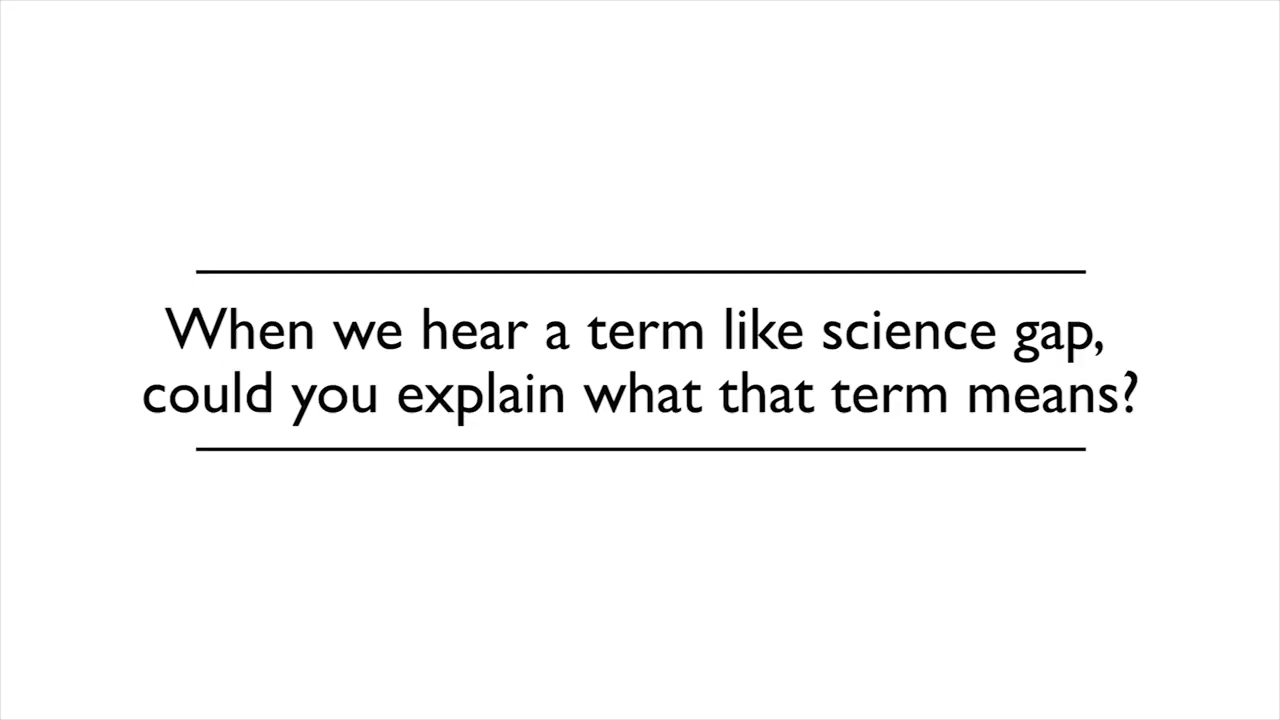 When we hear a term like science gap,
could you explain what that term means?